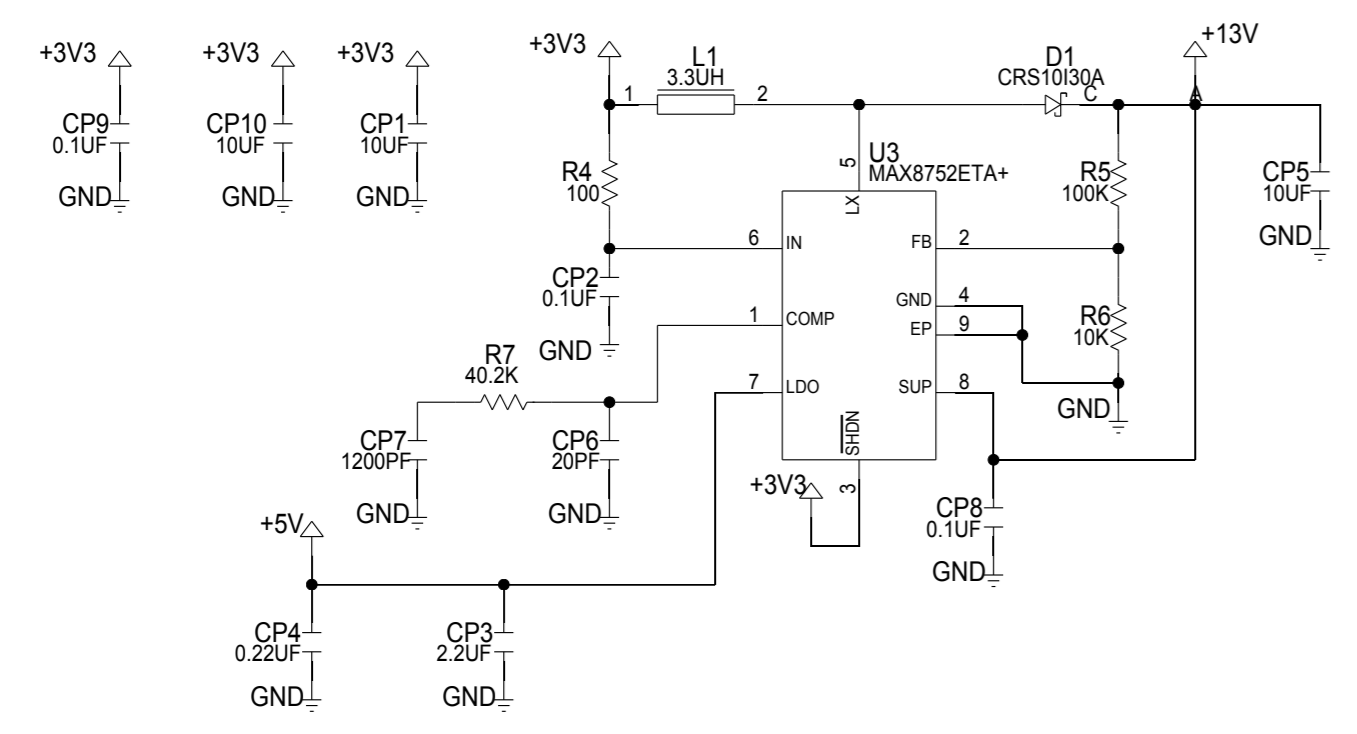 +3V3
CP9
0.1UF
GND
+3V3
CP10
10UF
GND
+3V3
CP1
10UF
GND
+3V3
L1
3.3UH
1
2
D1
CRS10I30A
C
A
+13V
R4
100
5
U3
MAX8752ETA+
LX
R5
100K
CP5
10UF
GND
6
IN
FB
2
CP2
0.1UF
GND
1
COMP
GND
4
EP
9
R6
10K
R7
40.2K
7
LDO
SUP
8
GND
SHDN
CP7
1200PF
GND
CP6
20PF
GND
+3V3
3
CP8
0.1UF
GND
+5V
CP4
0.22UF
GND
CP3
2.2UF
GND